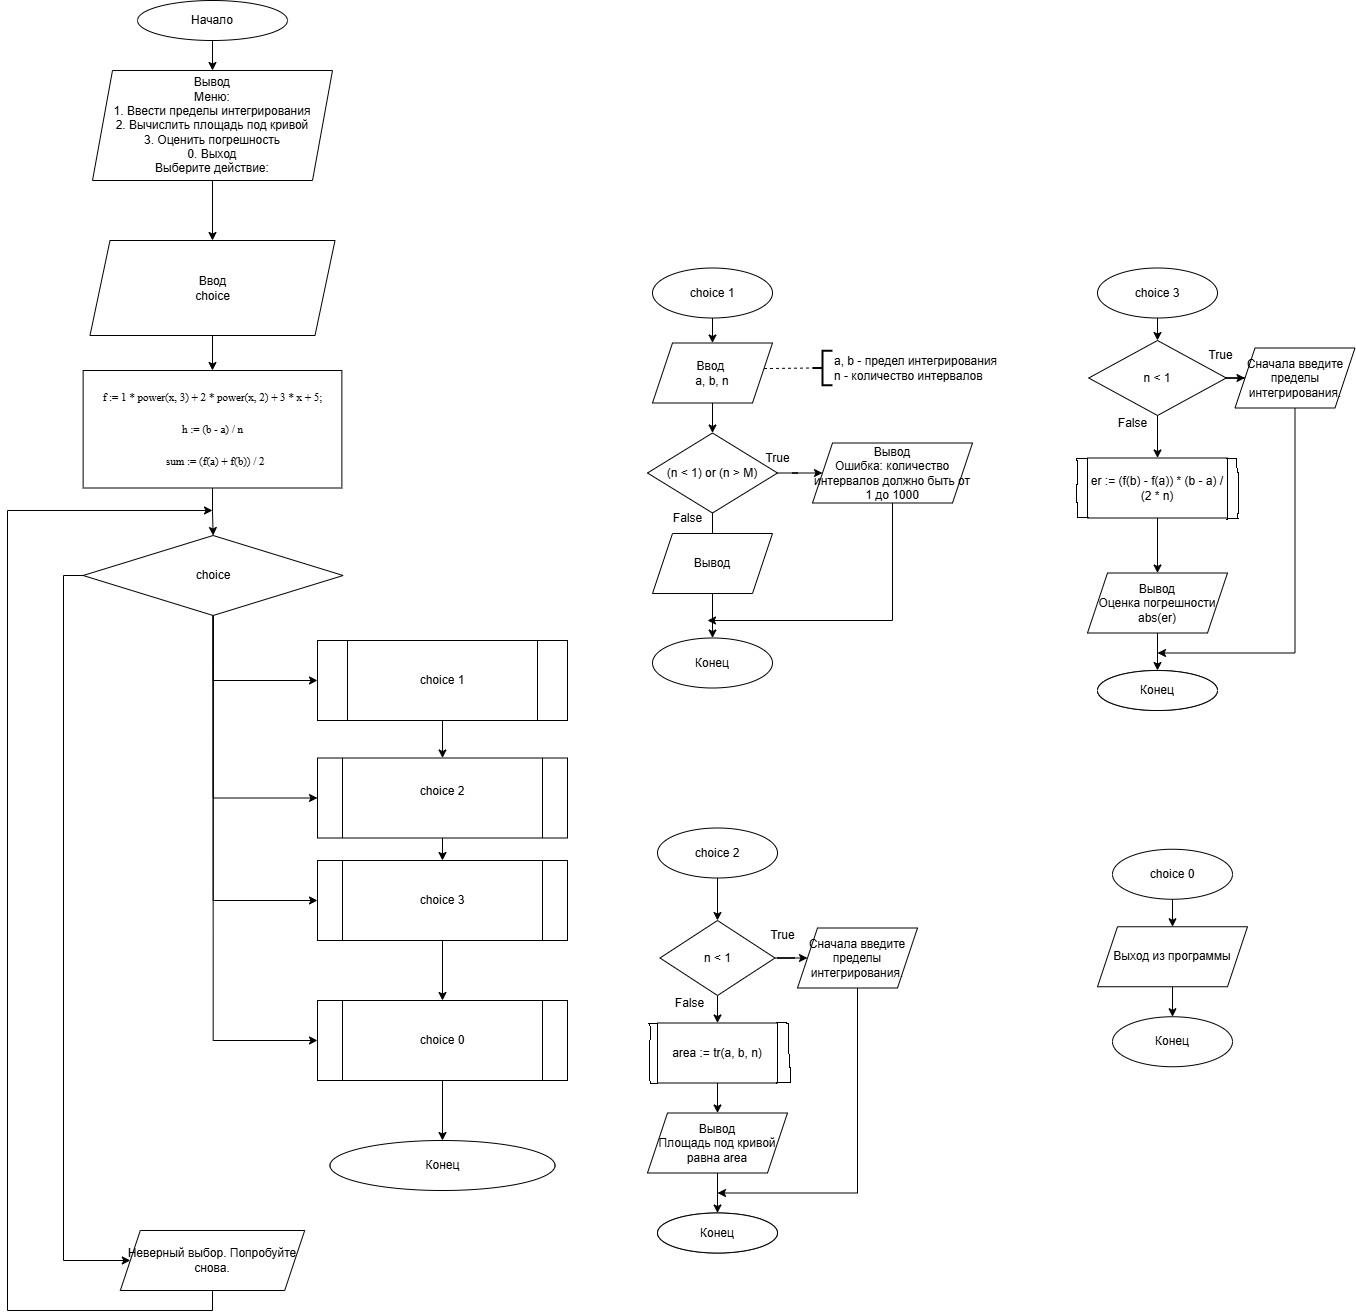 Начало
Вывод
Меню:
1. Ввести пределы интегрирования
2. Вычислить площадь под кривой
3. Оценить погрешность
0. Выход
Выберите действие:
Ввод
choice
f := 1 * power(x, 3) + 2 * power(x, 2) + 3 * x + 5;
h := (b - a) / n
sum := (f(a) + f(b)) / 2
choice
choice 1
choice 2
choice 3
choice 0
Конец
Неверный выбор. Попробуйте
снова.
choice 1
Ввод
a, b, n
a, b - предел интегрирования
n - количество интервалов
(n < 1) or (n > M)
True
Вывод
Ошибка: количество
интервалов должно быть от
1 до 1000
False
Вывод
Конец
choice 3
n < 1
True
Сначала введите
пределы
интегрирования.
False
er := (f(b) - f(a)) * (b - a) /
(2 * n)
Вывод
Оценка погрешности
abs(er)
Конец
choice 2
n < 1
True
Сначала введите
пределы
интегрирования.
False
area := tr(a, b, n)
Вывод
Площадь под кривой
равна area
Конец
choice 0
Выход из программы
Конец